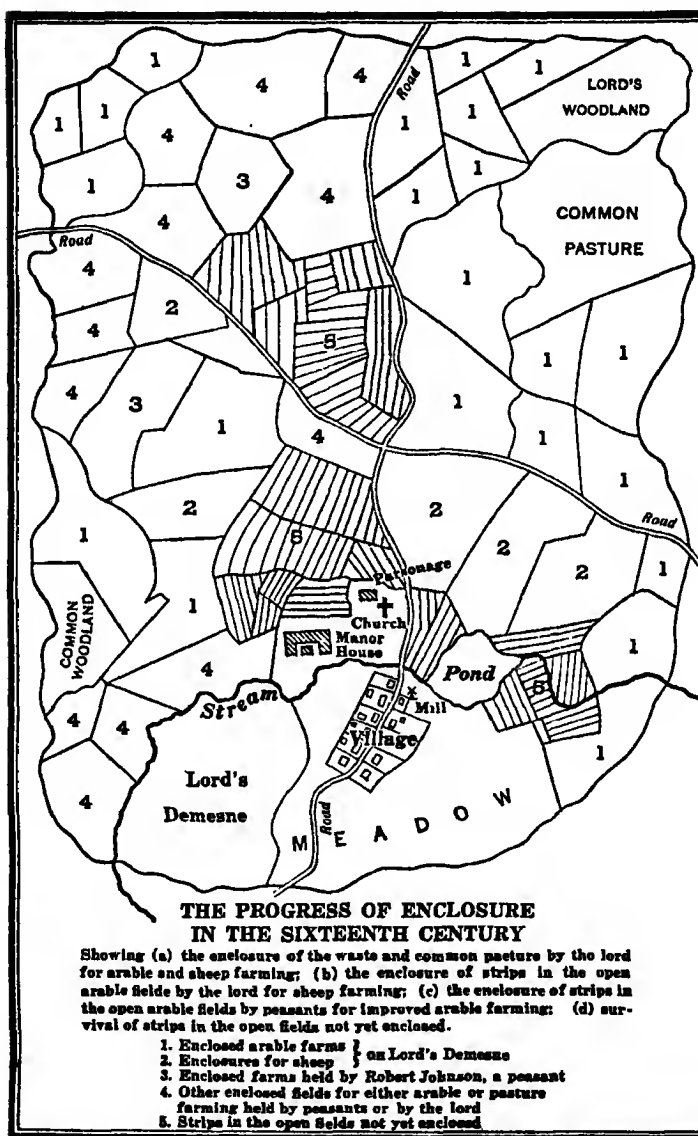 1 4 4 Road 1 1
LORD'S
WOODLAND
1 1 4 1 1
1 3 4 1 1
COMMON
PASTURE
4
Road
4 2 1
4 5 1 1
4 3 1 4 1 1
1
2 2
Road
1 5 2 2 1
Parsonage
COMMON
WOODLAND
1
Church
Manor
House
4 Pond 1
5
Stream
Mill
4 4
Village
1
4
Lord's
Demesne
Road
MEADOW
THE PROGRESS OF ENCLOSURE
IN THE SIXTEENTH CENTURY
Showing (a) the enclosure of the waste and common pasture by the lord
for arable and sheep farming; (b) the enclosure of strips in the open
arable fields by the lord for sheep farming; (c) the enclosure of strips in
the open arable fields by peasants for improved arable farming; (d) sur-
vival of strips in the open fields not yet enclosed.
1. Enclosed arable farms } on Lord's Demesne
2. Enclosures for sheep
3. Enclosed farms held by Robert Johnson, a peasant
4. Other enclosed fields for either arable or pasture
farming held by peasants or by the lord
5. Strips in the open fields not yet enclosed